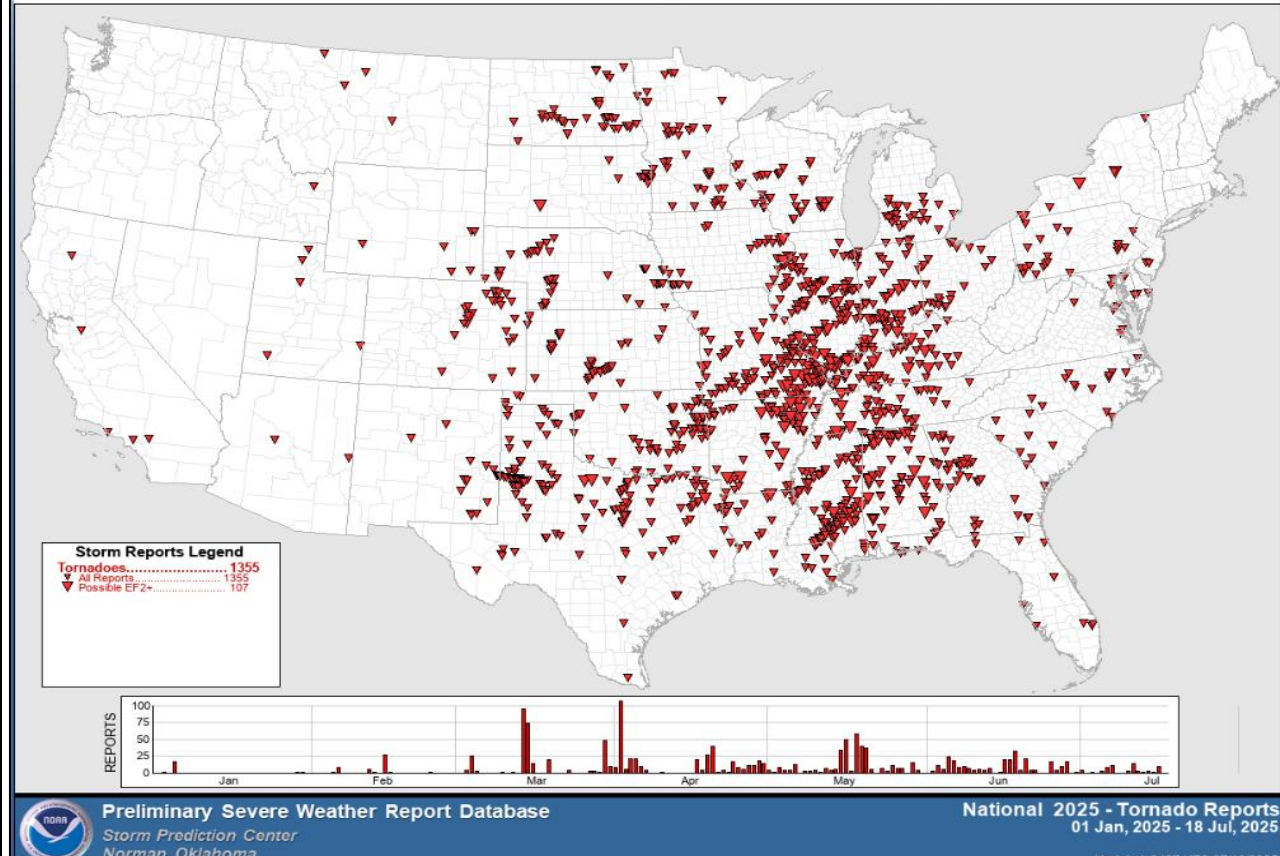 Storm Reports Legend
Tornadoes........................ 1355
All Reports............................ 1355
Possible EF2+........................ 107
REPORTS
100
75
50
25
0
Jan Feb Mar Apr May Jun Jul
NOAA
Preliminary Severe Weather Report Database
Storm Prediction Center
Norman, Oklahoma
National 2025 - Tornado Reports
01 Jan, 2025 - 18 Jul, 2025